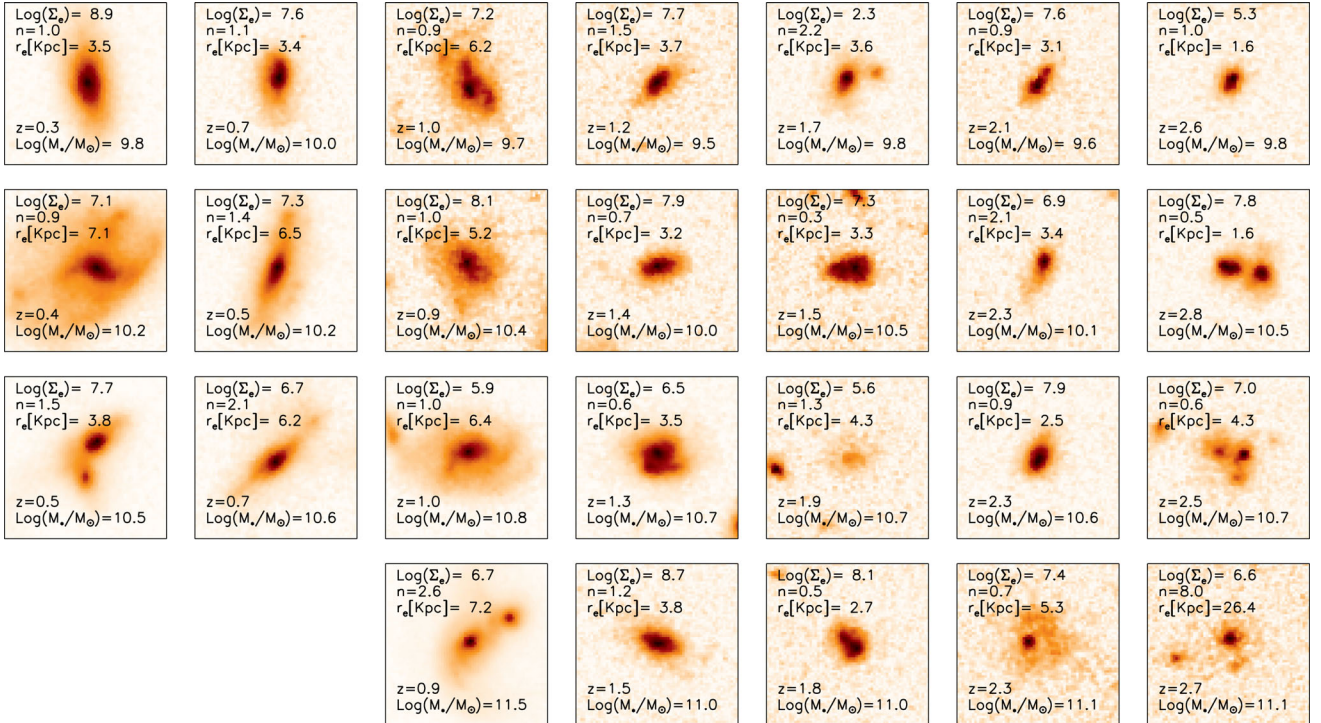 Log(Σₑ)= 8.9
n=1.0
rₑ[Kpc]= 3.5
z=0.3
Log(M⋆/M⊙)= 9.8
Log(Σₑ)= 7.6
n=1.1
rₑ[Kpc]= 3.4
z=0.7
Log(M⋆/M⊙)=10.0
Log(Σₑ)= 7.2
n=0.9
rₑ[Kpc]= 6.2
z=1.0
Log(M⋆/M⊙)= 9.7
Log(Σₑ)= 7.7
n=1.5
rₑ[Kpc]= 3.7
z=1.2
Log(M⋆/M⊙)= 9.5
Log(Σₑ)= 2.3
n=2.2
rₑ[Kpc]= 3.6
z=1.7
Log(M⋆/M⊙)= 9.8
Log(Σₑ)= 7.6
n=0.9
rₑ[Kpc]= 3.1
z=2.1
Log(M⋆/M⊙)= 9.6
Log(Σₑ)= 5.3
n=1.0
rₑ[Kpc]= 1.6
z=2.6
Log(M⋆/M⊙)= 9.8
Log(Σₑ)= 7.1
n=0.9
rₑ[Kpc]= 7.1
z=0.4
Log(M⋆/M⊙)=10.2
Log(Σₑ)= 7.3
n=1.4
rₑ[Kpc]= 6.5
z=0.5
Log(M⋆/M⊙)=10.2
Log(Σₑ)= 8.1
n=1.0
rₑ[Kpc]= 5.2
z=0.9
Log(M⋆/M⊙)=10.4
Log(Σₑ)= 7.9
n=0.7
rₑ[Kpc]= 3.2
z=1.4
Log(M⋆/M⊙)=10.0
Log(Σₑ)= 7.3
n=0.3
rₑ[Kpc]= 3.3
z=1.5
Log(M⋆/M⊙)=10.5
Log(Σₑ)= 6.9
n=2.1
rₑ[Kpc]= 3.4
z=2.3
Log(M⋆/M⊙)=10.1
Log(Σₑ)= 7.8
n=0.5
rₑ[Kpc]= 1.6
z=2.8
Log(M⋆/M⊙)=10.5
Log(Σₑ)= 7.7
n=1.5
rₑ[Kpc]= 3.8
z=0.5
Log(M⋆/M⊙)=10.5
Log(Σₑ)= 6.7
n=2.1
rₑ[Kpc]= 6.2
z=0.7
Log(M⋆/M⊙)=10.6
Log(Σₑ)= 5.9
n=1.0
rₑ[Kpc]= 6.4
z=1.0
Log(M⋆/M⊙)=10.8
Log(Σₑ)= 6.5
n=0.6
rₑ[Kpc]= 3.5
z=1.3
Log(M⋆/M⊙)=10.7
Log(Σₑ)= 5.6
n=1.3
rₑ[Kpc]= 4.3
z=1.9
Log(M⋆/M⊙)=10.7
Log(Σₑ)= 7.9
n=0.9
rₑ[Kpc]= 2.5
z=2.3
Log(M⋆/M⊙)=10.6
Log(Σₑ)= 7.0
n=0.6
rₑ[Kpc]= 4.3
z=2.5
Log(M⋆/M⊙)=10.7
Log(Σₑ)= 6.7
n=2.6
rₑ[Kpc]= 7.2
z=0.9
Log(M⋆/M⊙)=11.5
Log(Σₑ)= 8.7
n=1.2
rₑ[Kpc]= 3.8
z=1.5
Log(M⋆/M⊙)=11.0
Log(Σₑ)= 8.1
n=0.5
rₑ[Kpc]= 2.7
z=1.8
Log(M⋆/M⊙)=11.0
Log(Σₑ)= 7.4
n=0.7
rₑ[Kpc]= 5.3
z=2.3
Log(M⋆/M⊙)=11.1
Log(Σₑ)= 6.6
n=8.0
rₑ[Kpc]=26.4
z=2.7
Log(M⋆/M⊙)=11.1